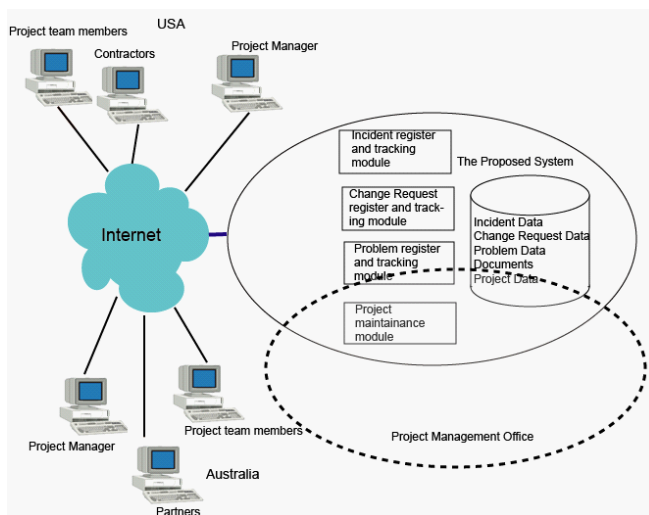 USA
Project team members
Contractors
Project Manager
Incident register
and tracking
module
The Proposed System
Change Request
register and track-
ing module
Incident Data
Change Request Data
Problem Data
Documents
Project Data
Internet
Problem register
and tracking
module
Project
maintainance
module
Project Manager
Project team members
Project Management Office
Australia
Partners